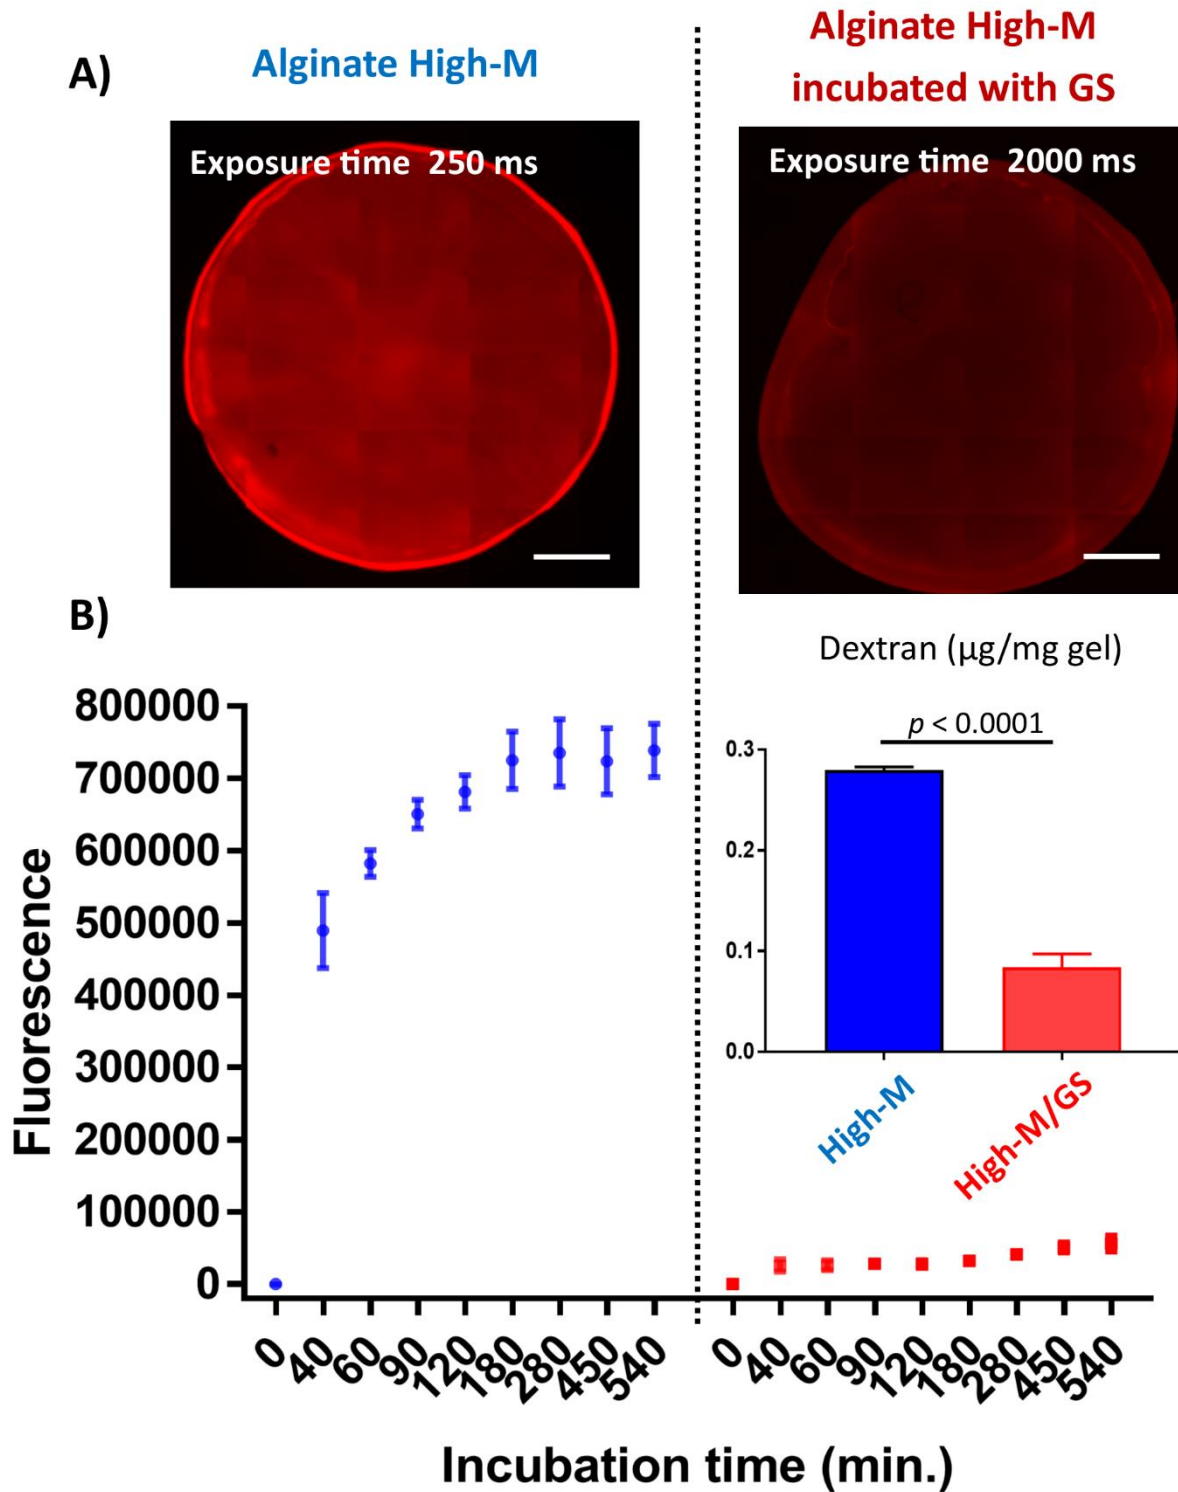 A)
Alginate High-M
Alginate High-M
incubated with GS
Exposure time 250 ms
Exposure time 2000 ms
B)
Fluorescence
800000
700000
600000
500000
400000
300000
200000
100000
0
0 40 60 90 120 180 280 450 540
Dextran (µg/mg gel)
p < 0.0001
0.3
0.2
0.1
0.0
High-M
High-M/GS
0 40 60 90 120 180 280 450 540
Incubation time (min.)